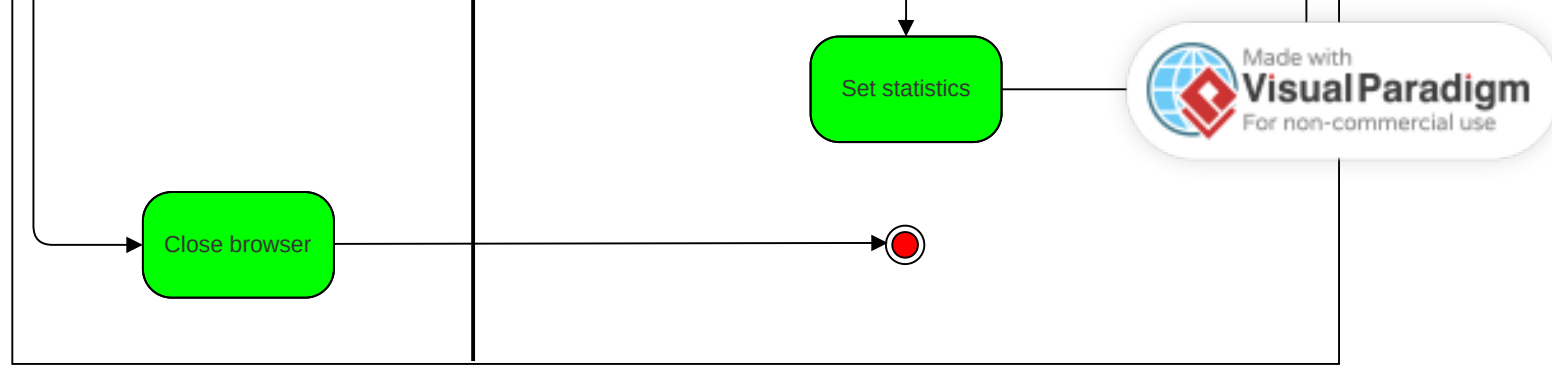 Set statistics
Made with
Visual Paradigm
For non-commercial use
Close browser